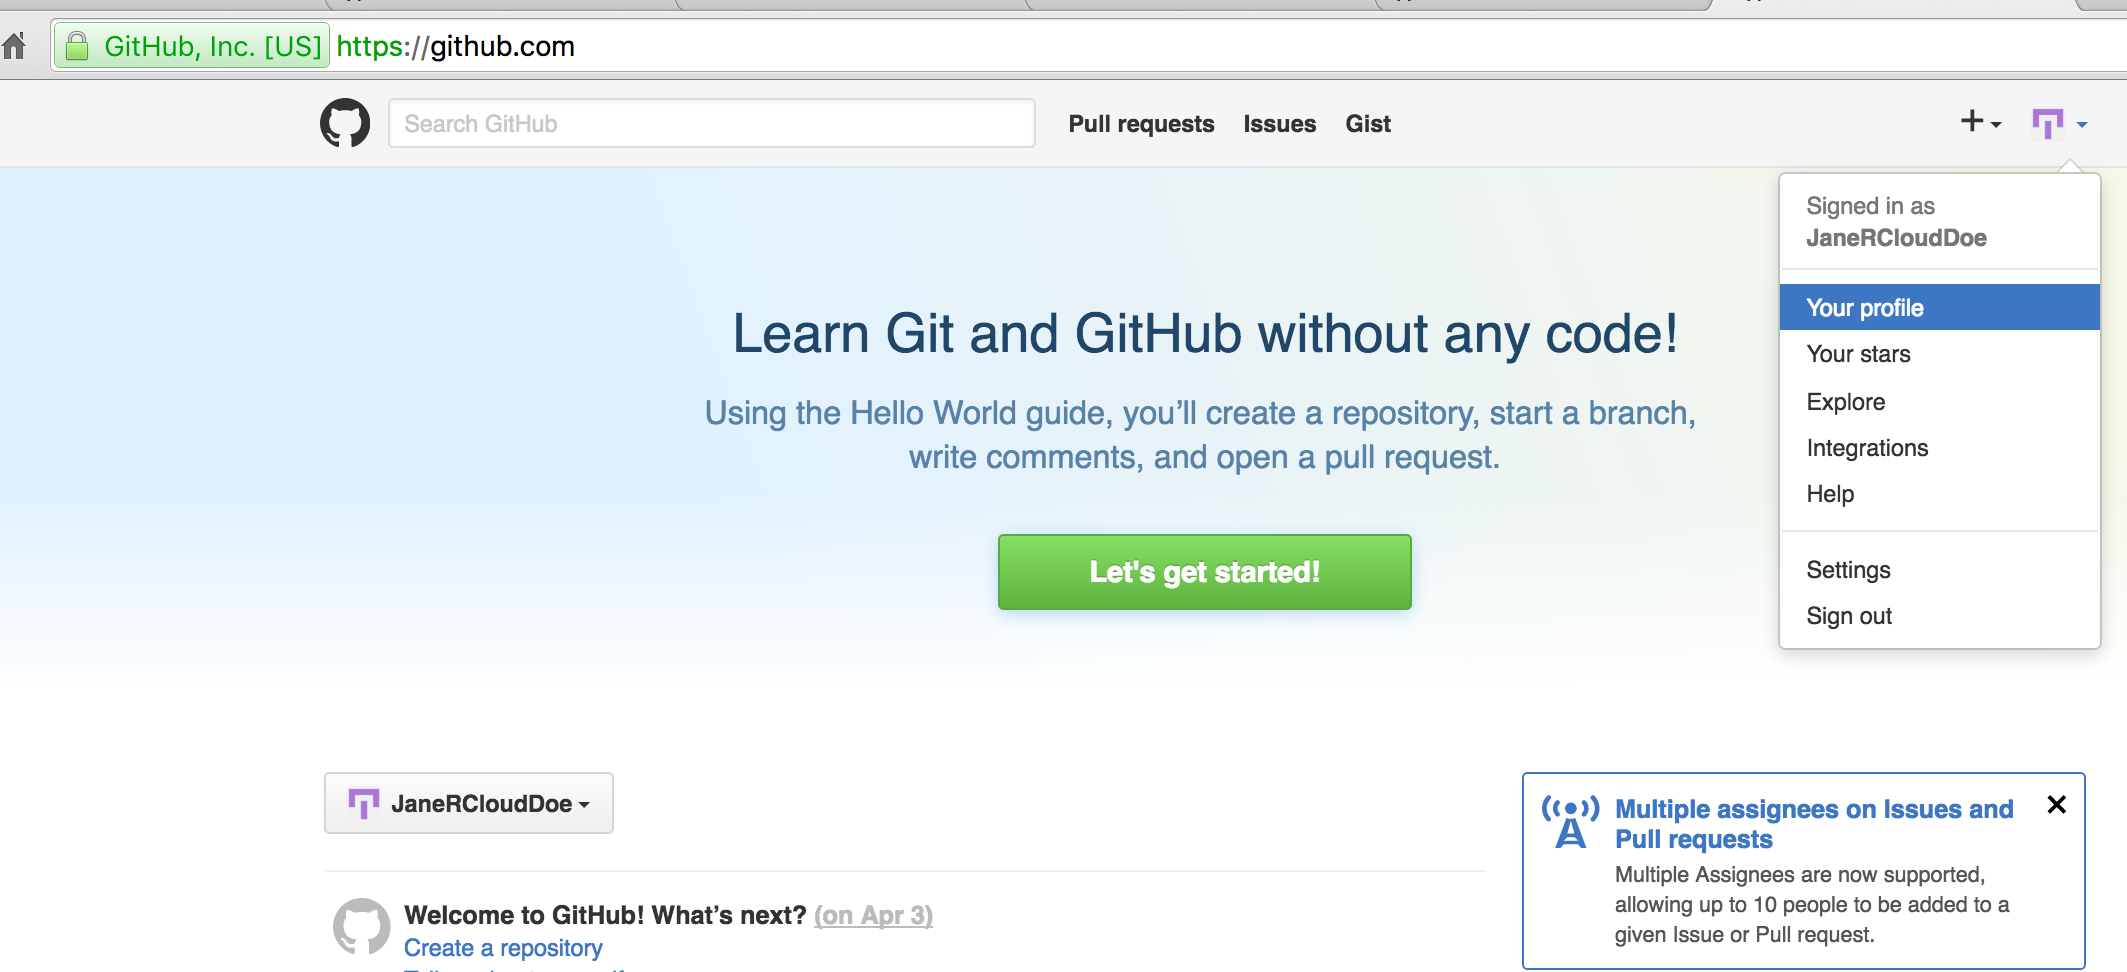 GitHub, Inc. [US] https://github.com
Search GitHub
Pull requests Issues Gist
Signed in as
JaneRCloudDoe
Your profile
Your stars
Explore
Integrations
Help
Settings
Sign out
Learn Git and GitHub without any code!
Using the Hello World guide, you’ll create a repository, start a branch,
write comments, and open a pull request.
Let's get started!
JaneRCloudDoe
Welcome to GitHub! What’s next? (on Apr 3)
Create a repository
Multiple assignees on Issues and
Pull requests
Multiple Assignees are now supported,
allowing up to 10 people to be added to a
given Issue or Pull request.